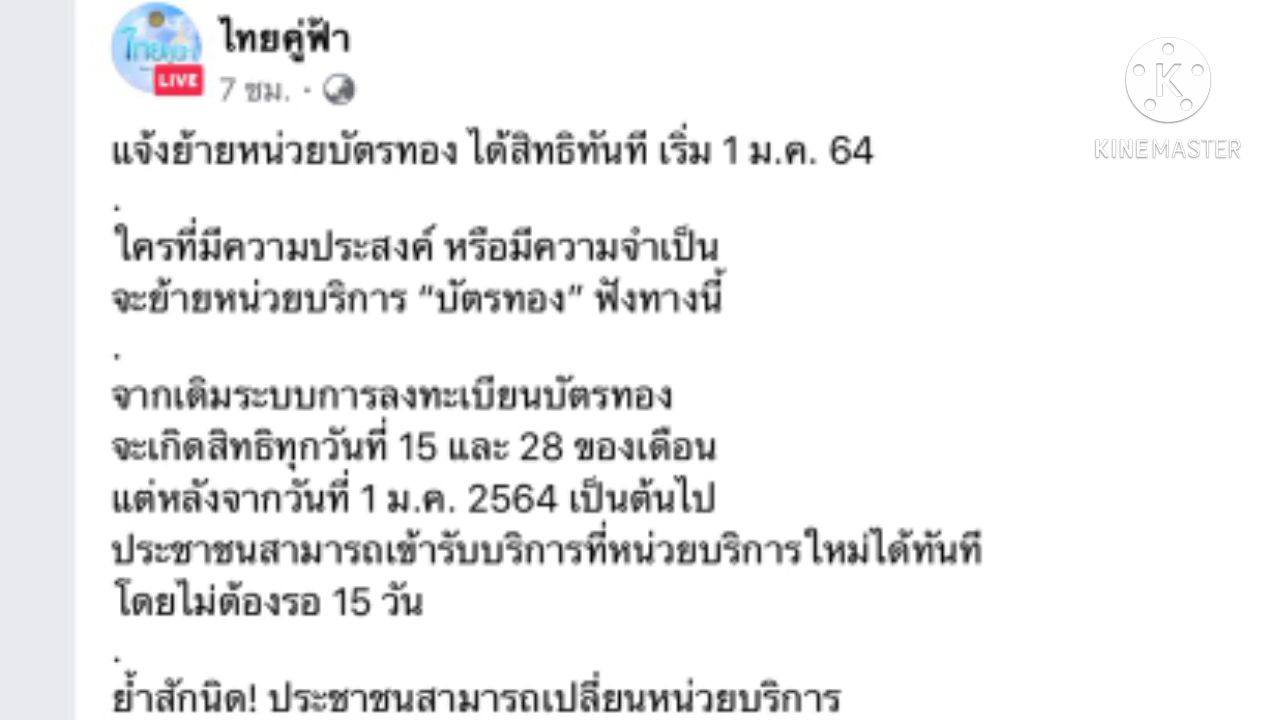 ไทยคู่ฟ้า
LIVE
7 ชม. ·
แจ้งย้ายหน่วยบัตรทอง ได้สิทธิทันที เริ่ม 1 ม.ค. 64
.
ใครที่มีความประสงค์ หรือมีความจำเป็น
จะย้ายหน่วยบริการ “บัตรทอง” ฟังทางนี้
.
จากเดิมระบบการลงทะเบียนบัตรทอง
จะเกิดสิทธิทุกวันที่ 15 และ 28 ของเดือน
แต่หลังจากวันที่ 1 ม.ค. 2564 เป็นต้นไป
ประชาชนสามารถเข้ารับบริการที่หน่วยบริการใหม่ได้ทันที
โดยไม่ต้องรอ 15 วัน
.
ย้ำสักนิด! ประชาชนสามารถเปลี่ยนหน่วยบริการ
K
KINEMASTER